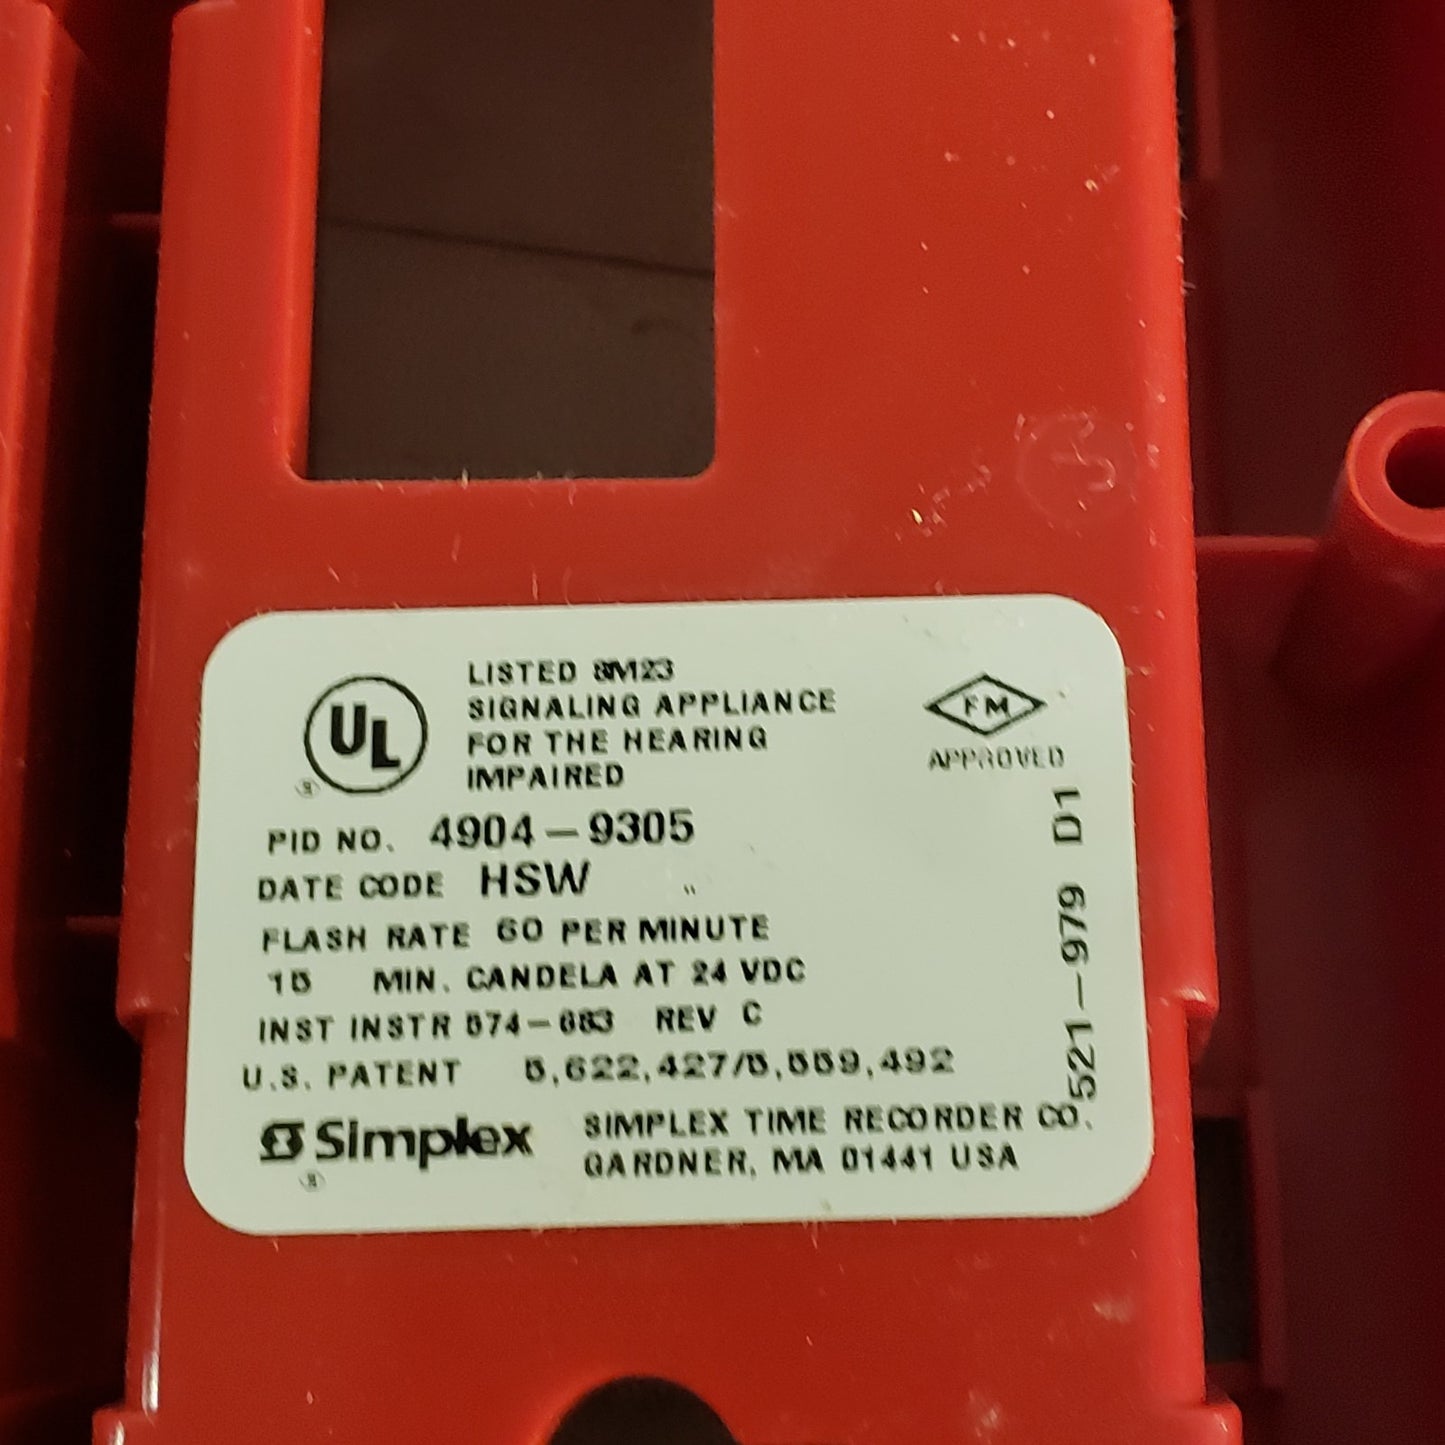 UL
®
LISTED 8M23
SIGNALING APPLIANCE
FOR THE HEARING
IMPAIRED
FM
APPROVED
PID NO. 4904-9305
DATE CODE HSW
FLASH RATE 60 PER MINUTE
15 MIN. CANDELA AT 24 VDC
INST INSTR 574-683 REV C
U.S. PATENT 5,622,427/5,559,492
Simplex
®
SIMPLEX TIME RECORDER CO.
GARDNER, MA 01441 USA
521-979 D1